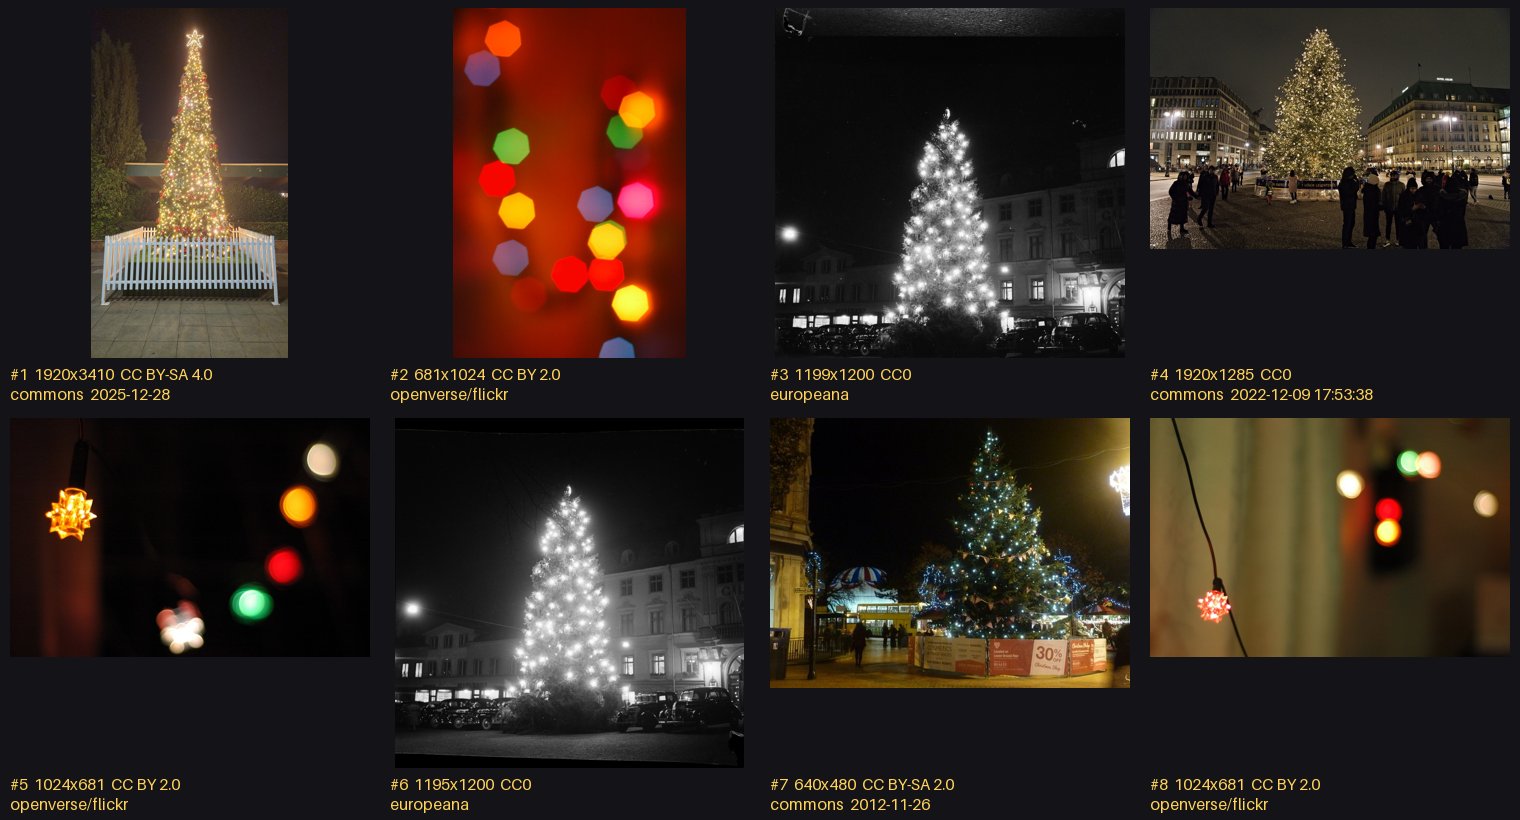 #1 1920x3410 CC BY-SA 4.0
commons 2025-12-28
#2 681x1024 CC BY 2.0
openverse/flickr
#3 1199x1200 CC0
europeana
#4 1920x1285 CC0
commons 2022-12-09 17:53:38
30%
OFF
#5 1024x681 CC BY 2.0
openverse/flickr
#6 1195x1200 CC0
europeana
#7 640x480 CC BY-SA 2.0
commons 2012-11-26
#8 1024x681 CC BY 2.0
openverse/flickr